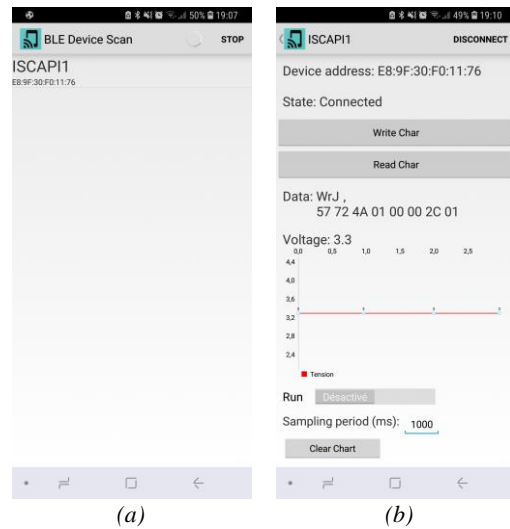 50% 19:07
BLE Device Scan STOP
ISCAPI1
E8:9F:30:F0:11:76
(a)
49% 19:10
ISCAPI1 DISCONNECT
Device address: E8:9F:30:F0:11:76
State: Connected
Write Char
Read Char
Data: WrJ ,
57 72 4A 01 00 00 2C 01
Voltage: 3.3
0,0 0,5 1,0 1,5 2,0 2,5
4,4
4,0
3,6
3,2
2,8
2,4
Tension
Run Désactivé
Sampling period (ms): 1000
Clear Chart
(b)